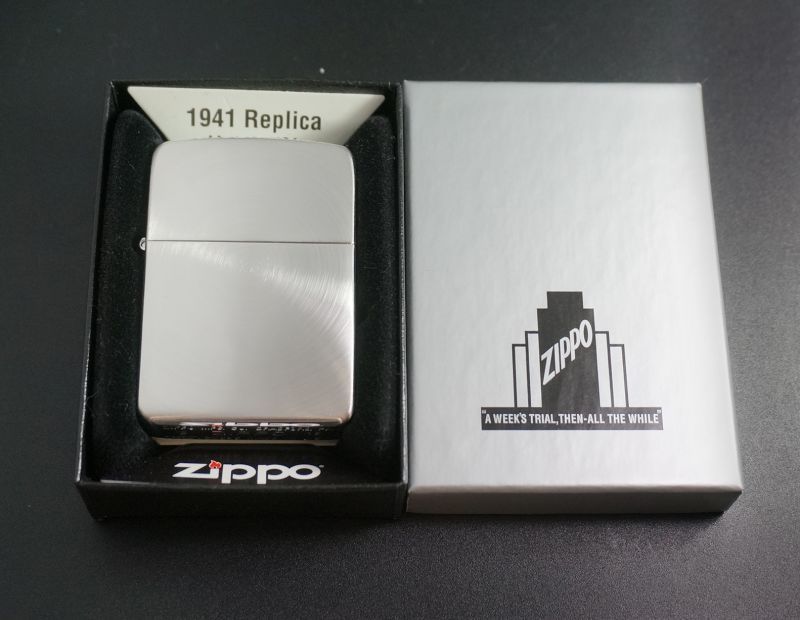 1941 Replica
zippo
ZIPPO
"A WEEK'S TRIAL,THEN-ALL THE WHILE"